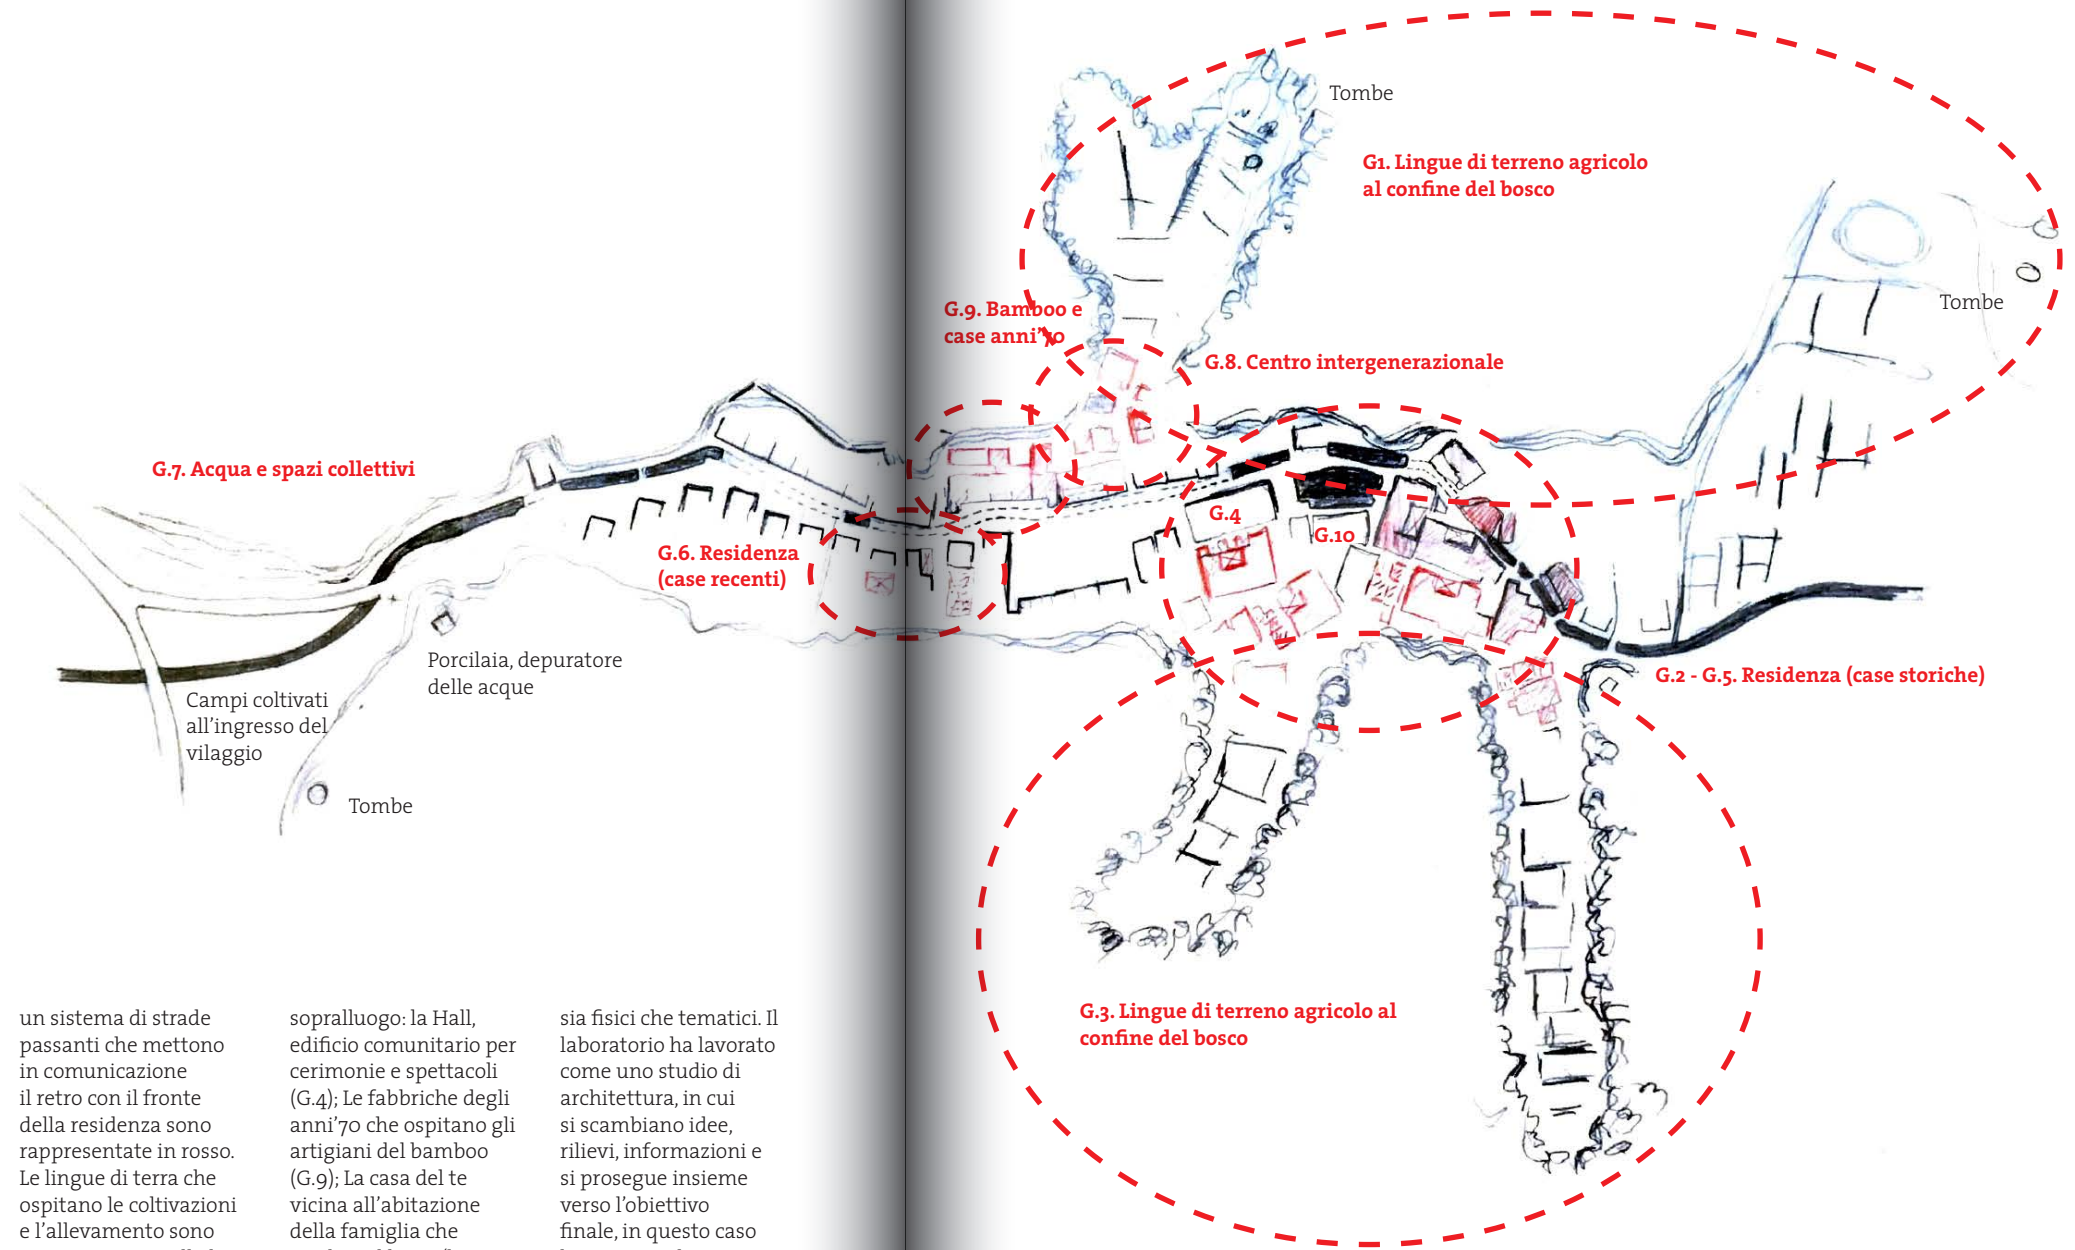 Tombe
G1. Lingue di terreno agricolo
al confine del bosco
G.9. Bamboo e
case anni'70
Tombe
G.8. Centro intergenerazionale
G.7. Acqua e spazi collettivi
G.4
G.10
G.6. Residenza
(case recenti)
Porcilaia, depuratore
delle acque
G.2 - G.5. Residenza (case storiche)
Campi coltivati
all'ingresso del
vilaggio
Tombe
G.3. Lingue di terreno agricolo al
confine del bosco
un sistema di strade
passanti che mettono
in comunicazione
il retro con il fronte
della residenza sono
rappresentate in rosso.
Le lingue di terra che
ospitano le coltivazioni
e l'allevamento sono
sopralluogo: la Hall,
edificio comunitario per
cerimonie e spettacoli
(G.4); Le fabbriche degli
anni'70 che ospitano gli
artigiani del bamboo
(G.9); La casa del te
vicina all'abitazione
della famiglia che
sia fisici che tematici. Il
laboratorio ha lavorato
come uno studio di
architettura, in cui
si scambiano idee,
rilievi, informazioni e
si prosegue insieme
verso l'obiettivo
finale, in questo caso